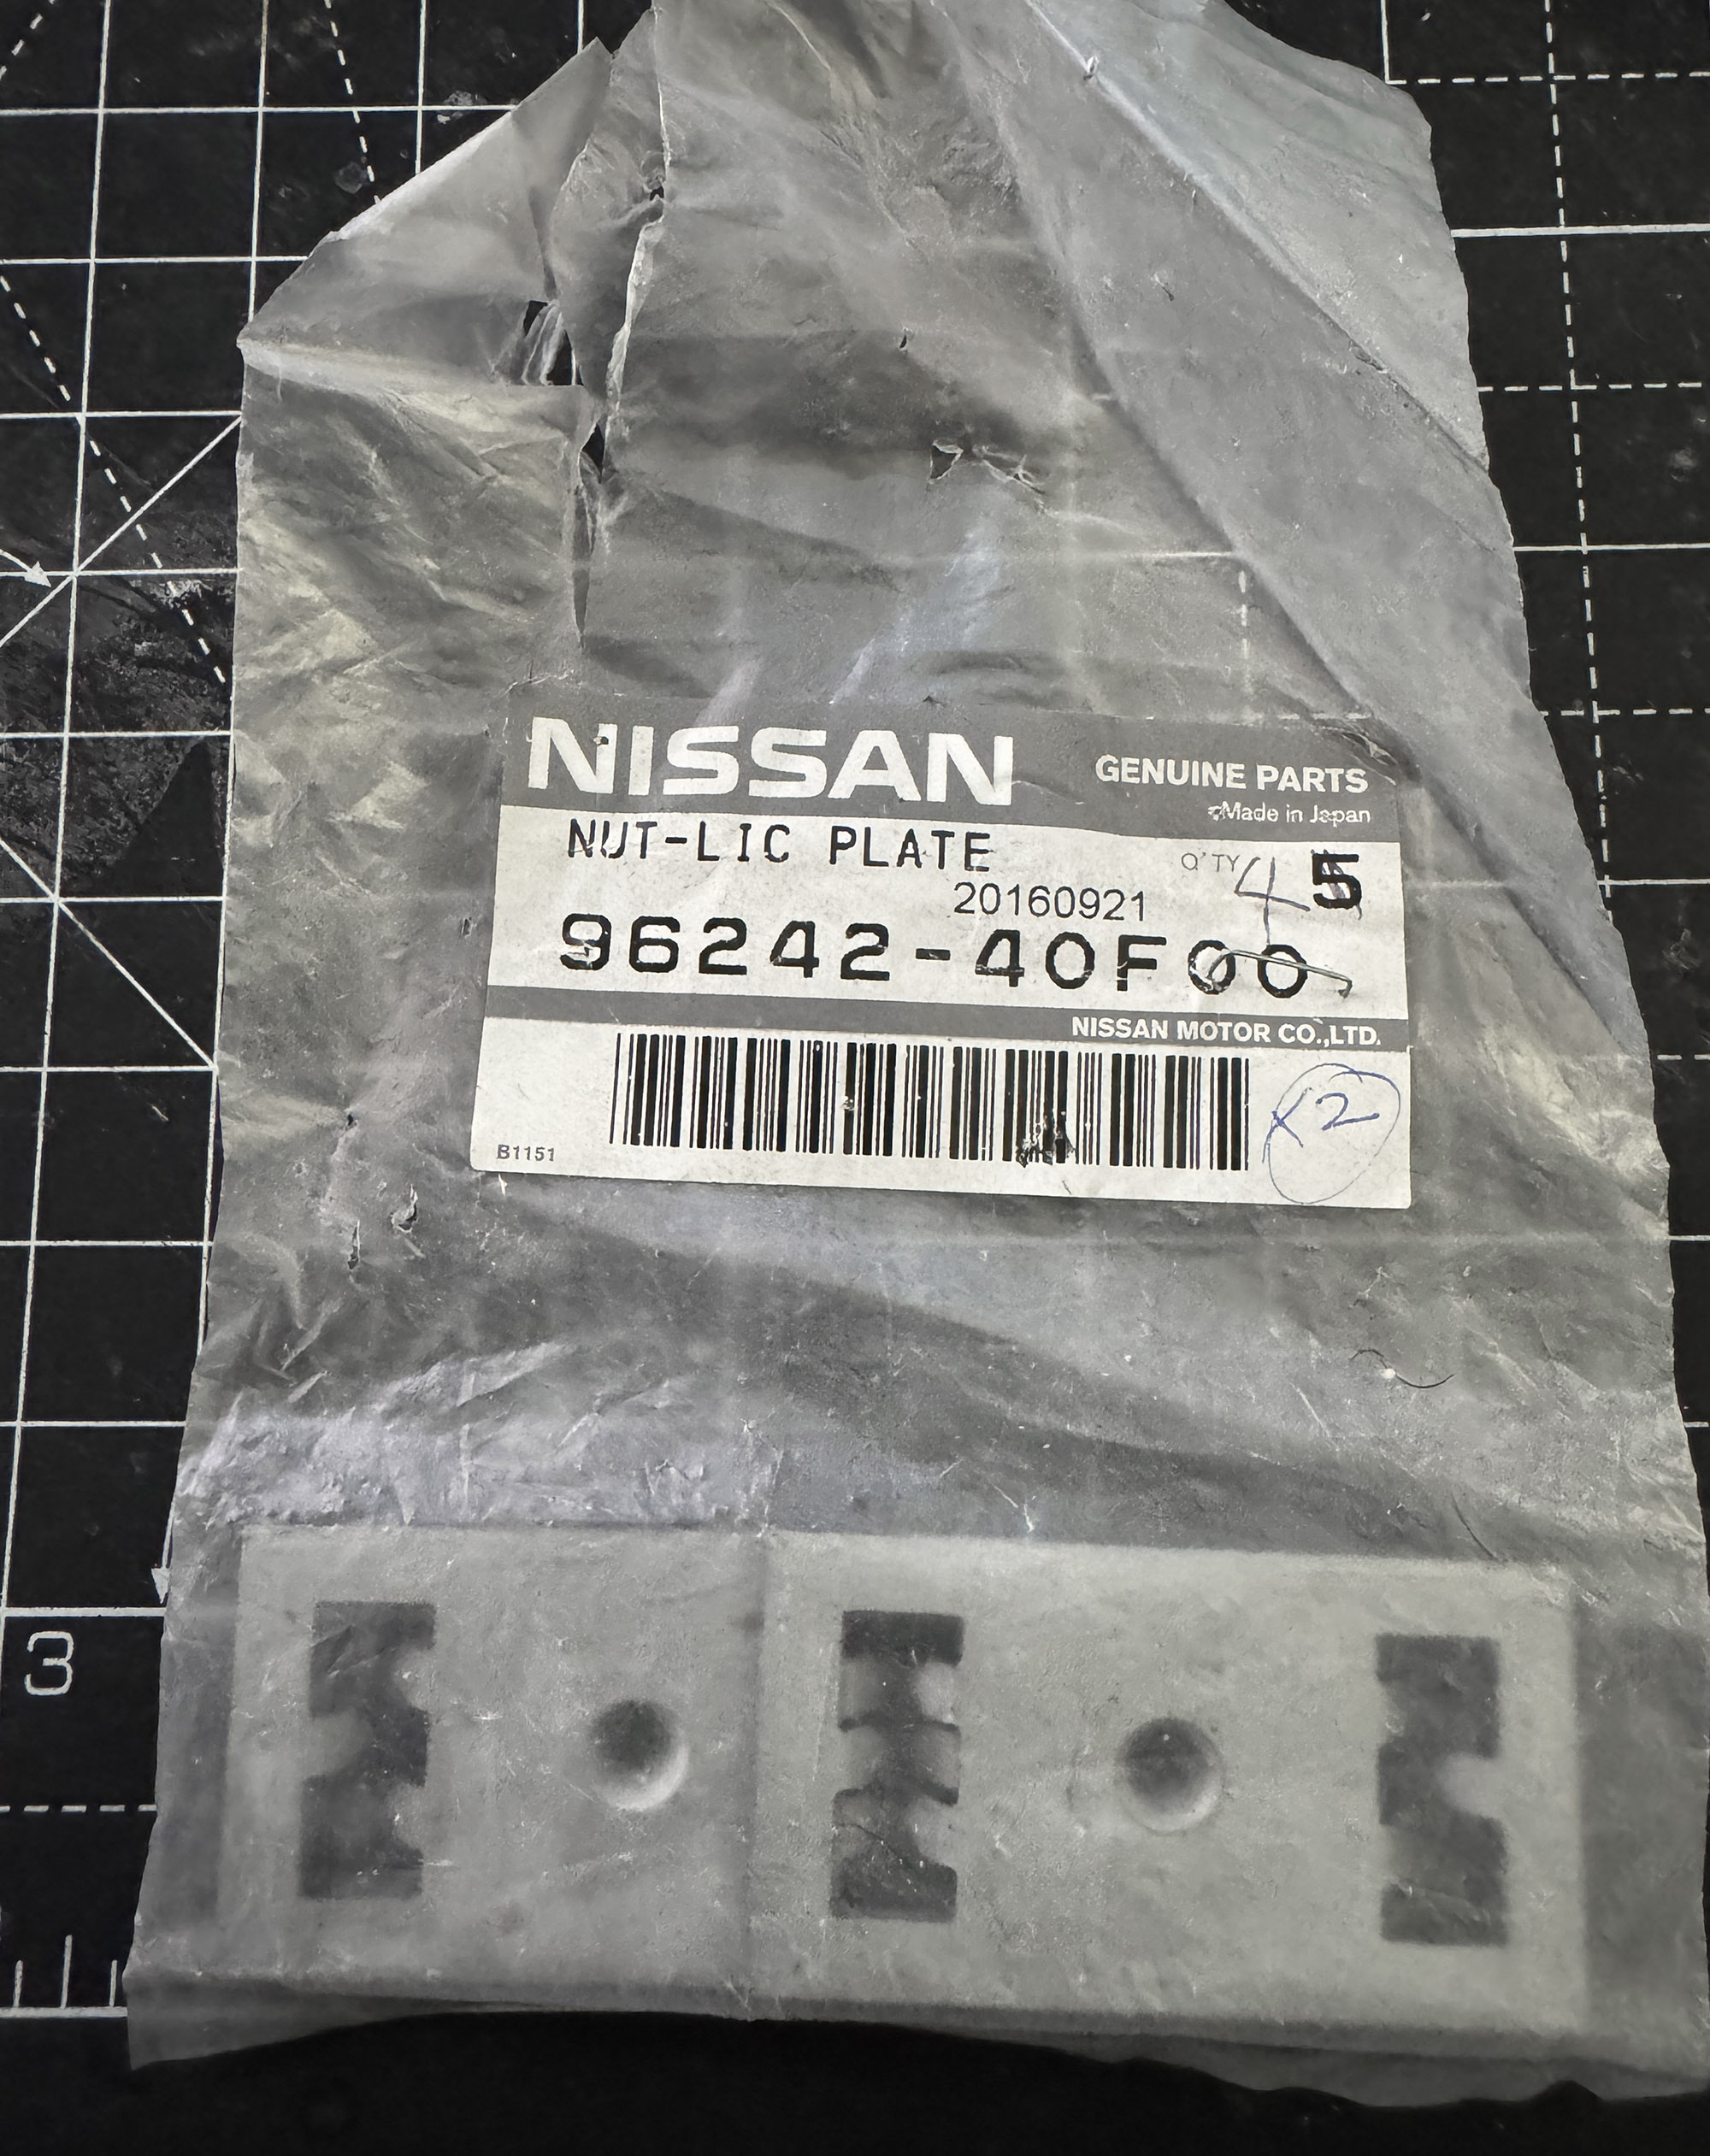 NISSAN
GENUINE PARTS
Made in Japan
NUT-LIC PLATE
Q'TY 4 5
20160921
96242-40F00
NISSAN MOTOR CO.,LTD.
x2
B1151
3